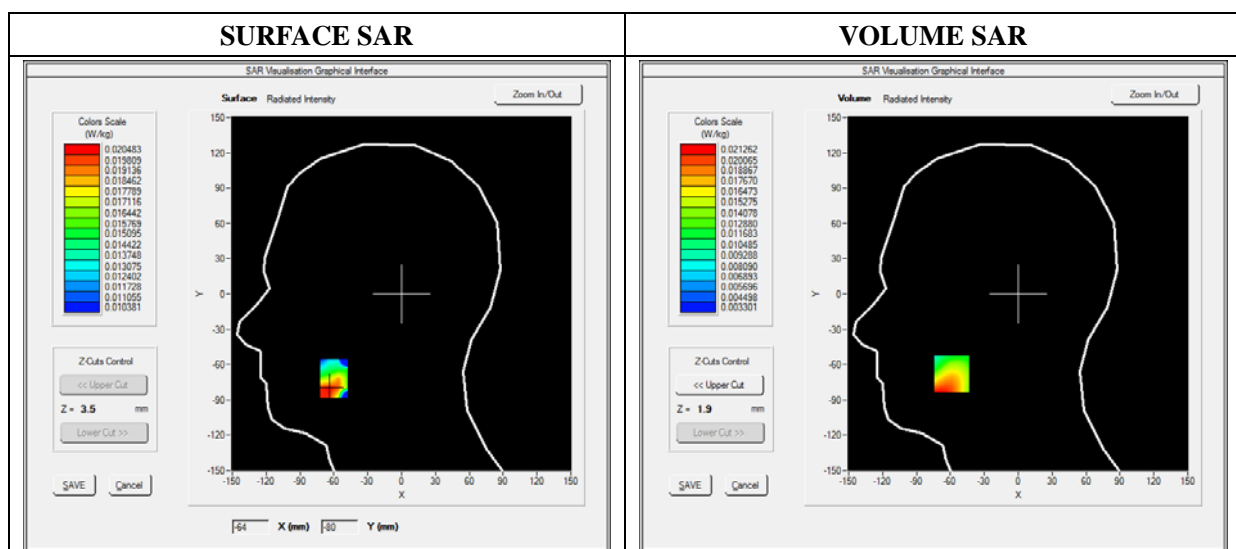 SURFACE SAR
VOLUME SAR
SAR Visualisation Graphical Interface
Surface Radiated Intensity
Zoom In/Out
Colors Scale
(W/kg)
0.020483
0.019809
0.019136
0.018462
0.017789
0.017116
0.016442
0.015769
0.015095
0.014422
0.013748
0.013075
0.012402
0.011728
0.011055
0.010381
Z-Cuts Control
<< Upper Cut
Z = 3.5 mm
Lower Cut >>
SAVE Cancel
150
120
90
60
30
0
-30
-60
-90
-120
-150
Y
-150 -120 -90 -60 -30 0 30 60 90 120 150
X
-64 X (mm) -80 Y (mm)
SAR Visualisation Graphical Interface
Volume Radiated Intensity
Zoom In/Out
Colors Scale
(W/kg)
0.021262
0.020065
0.018867
0.017670
0.016473
0.015275
0.014078
0.012880
0.011683
0.010485
0.009288
0.008090
0.006893
0.005696
0.004498
0.003301
Z-Cuts Control
<< Upper Cut
Z = 1.9 mm
Lower Cut >>
SAVE Cancel
150
120
90
60
30
0
-30
-60
-90
-120
-150
Y
-150 -120 -90 -60 -30 0 30 60 90 120 150
X